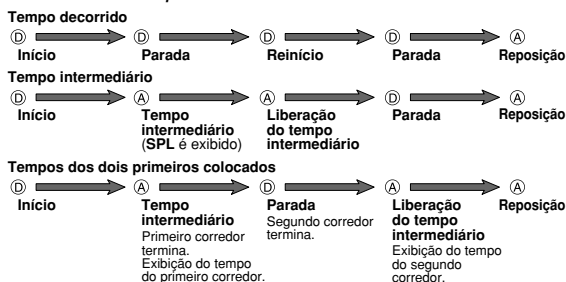 Tempo decorrido
Ⓓ Ⓓ Ⓓ Ⓓ Ⓐ
Início Parada Reinício Parada Reposição
Tempo intermediário
Ⓓ Ⓐ Ⓐ Ⓓ Ⓐ
Início Tempo Liberação Parada Reposição
intermediário do tempo
(SPL é exibido) intermediário
Tempos dos dois primeiros colocados
Ⓓ Ⓐ Ⓓ Ⓐ Ⓐ
Início Tempo Parada Liberação Reposição
intermediário Segundo corredor do tempo
Primeiro corredor termina. intermediário
termina. Exibição do tempo
Exibição do tempo do segundo
do primeiro corredor. corredor.